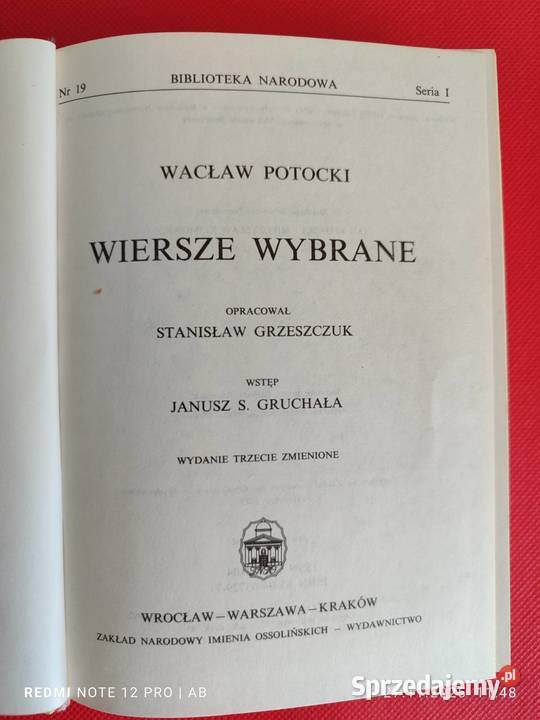 Nr 19 BIBLIOTEKA NARODOWA Seria I
WACŁAW POTOCKI
WIERSZE WYBRANE
OPRACOWAŁ
STANISŁAW GRZESZCZUK
WSTĘP
JANUSZ S. GRUCHAŁA
WYDANIE TRZECIE ZMIENIONE
WROCŁAW – WARSZAWA – KRAKÓW
ZAKŁAD NARODOWY IMIENIA OSSOLIŃSKICH – WYDAWNICTWO
REDMI NOTE 12 PRO | AB
Sprzedajemy.pl